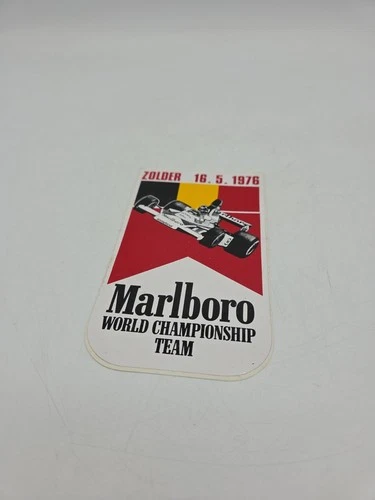 ZOLDER 16.5.1976
Marlboro
WORLD CHAMPIONSHIP
TEAM